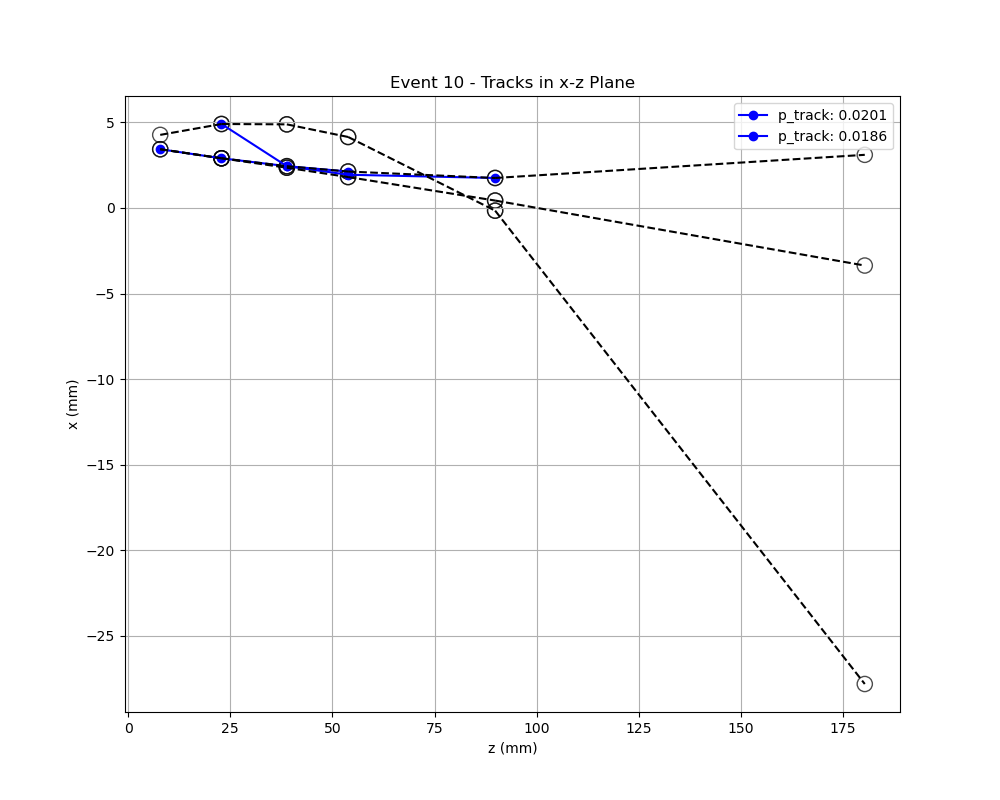 Event 10 - Tracks in x-z Plane
p_track: 0.0201
p_track: 0.0186
x (mm)
5
0
−5
−10
−15
−20
−25
0 25 50 75 100 125 150 175
z (mm)